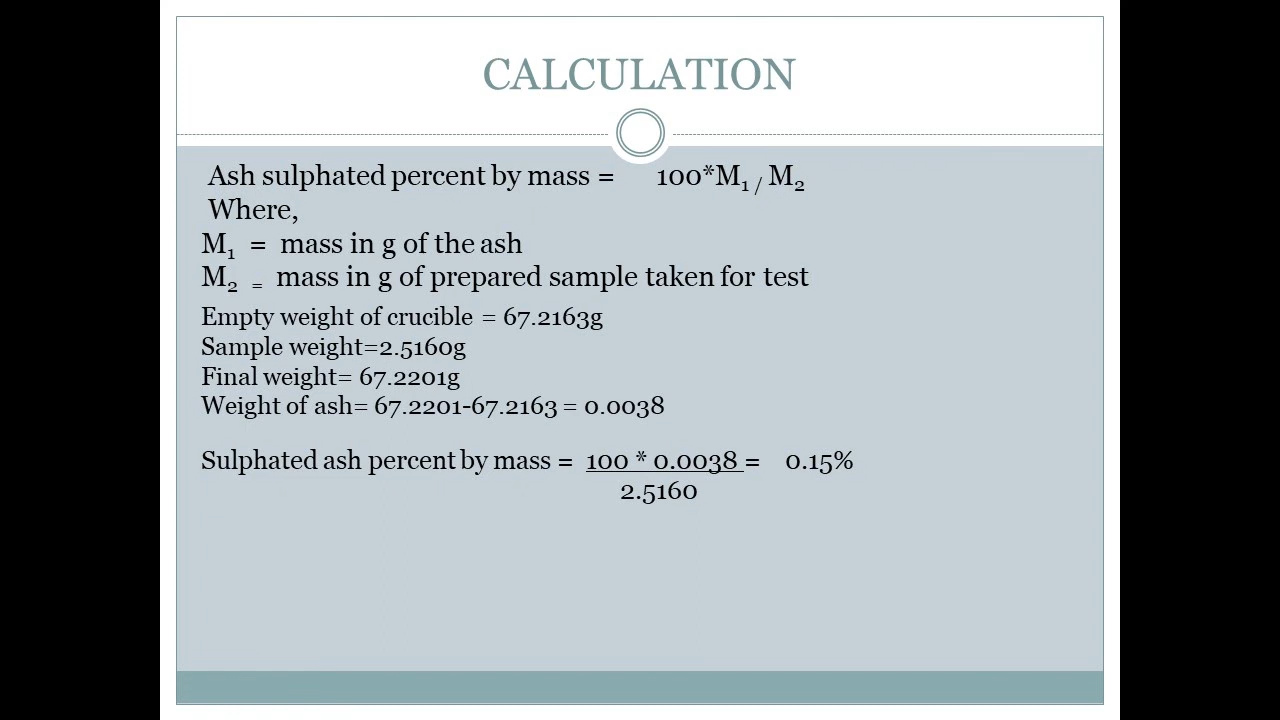 CALCULATION
Ash sulphated percent by mass = 100*M₁ / M₂
Where,
M₁ = mass in g of the ash
M₂ = mass in g of prepared sample taken for test
Empty weight of crucible = 67.2163g
Sample weight=2.5160g
Final weight= 67.2201g
Weight of ash= 67.2201-67.2163 = 0.0038
Sulphated ash percent by mass = 100 * 0.0038 = 0.15%
2.5160